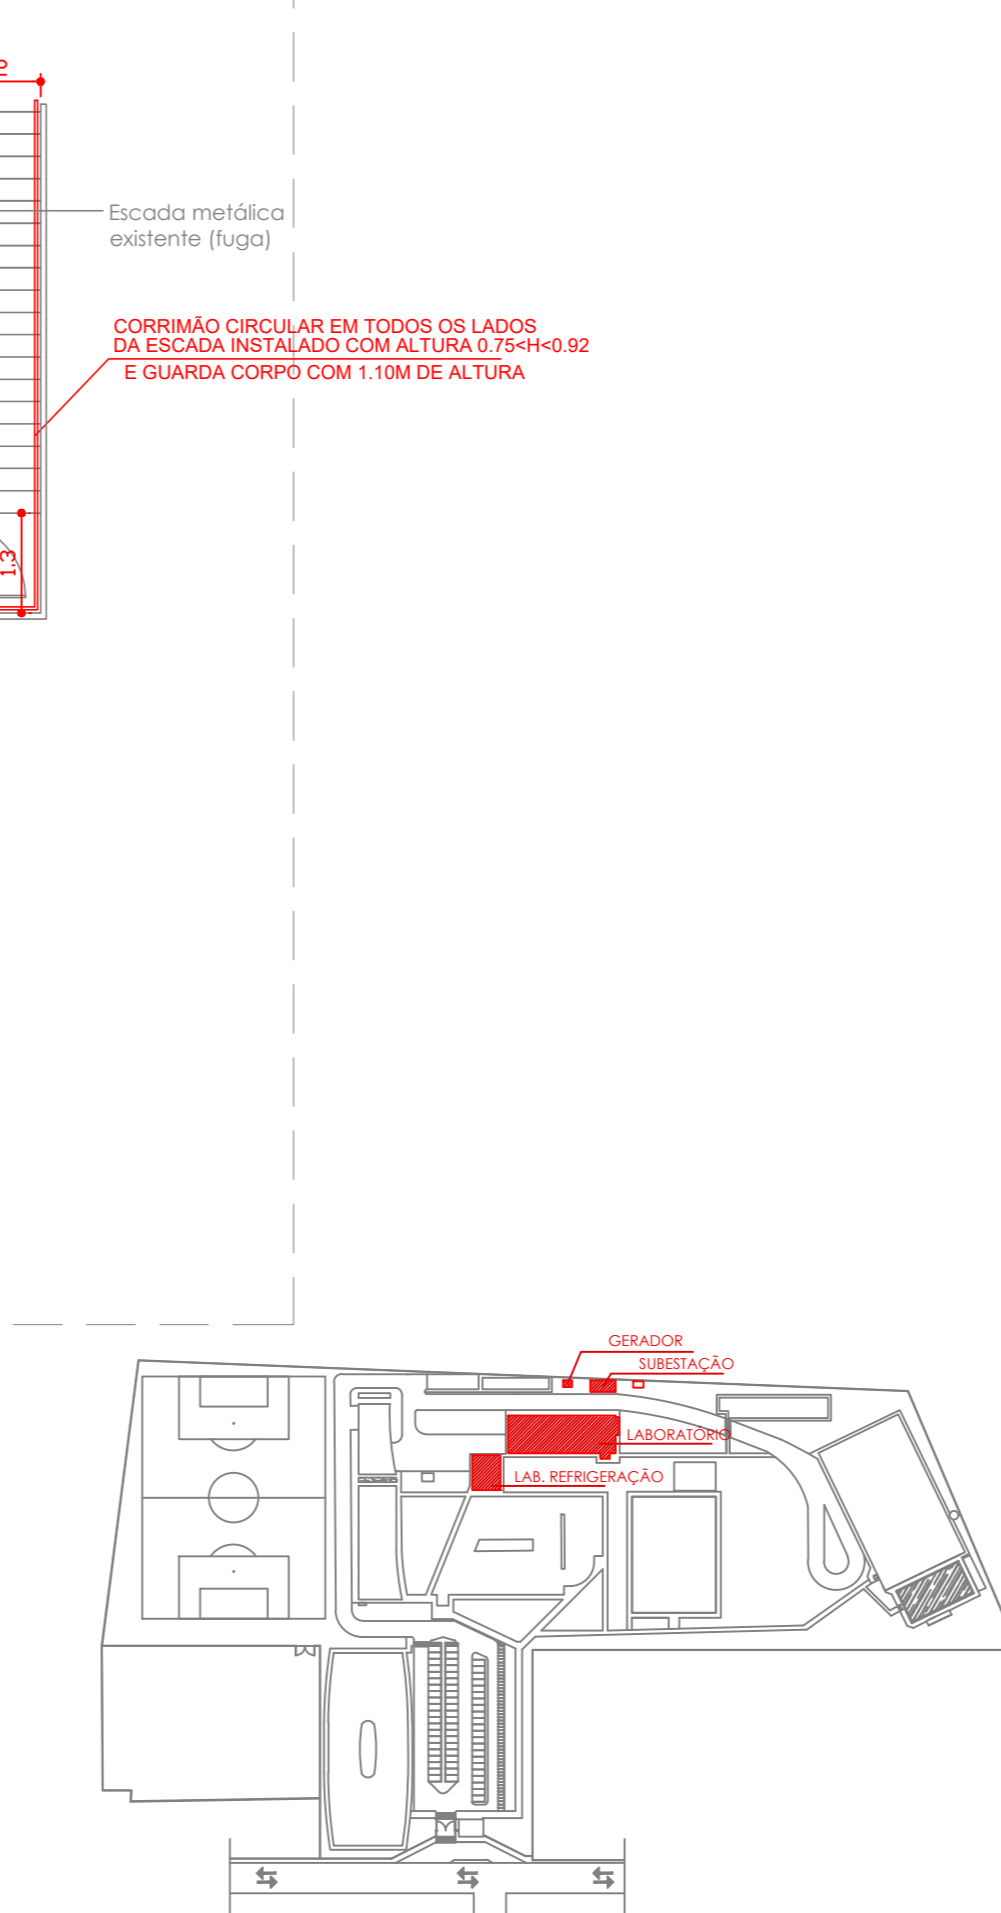 Escada metálica
existente (fuga)
CORRIMÃO CIRCULAR EM TODOS OS LADOS
DA ESCADA INSTALADO COM ALTURA 0.75<H<0.92
E GUARDA CORPO COM 1.10M DE ALTURA
1,3
GERADOR
SUBESTAÇÃO
LABORATÓRIO
LAB. REFRIGERAÇÃO